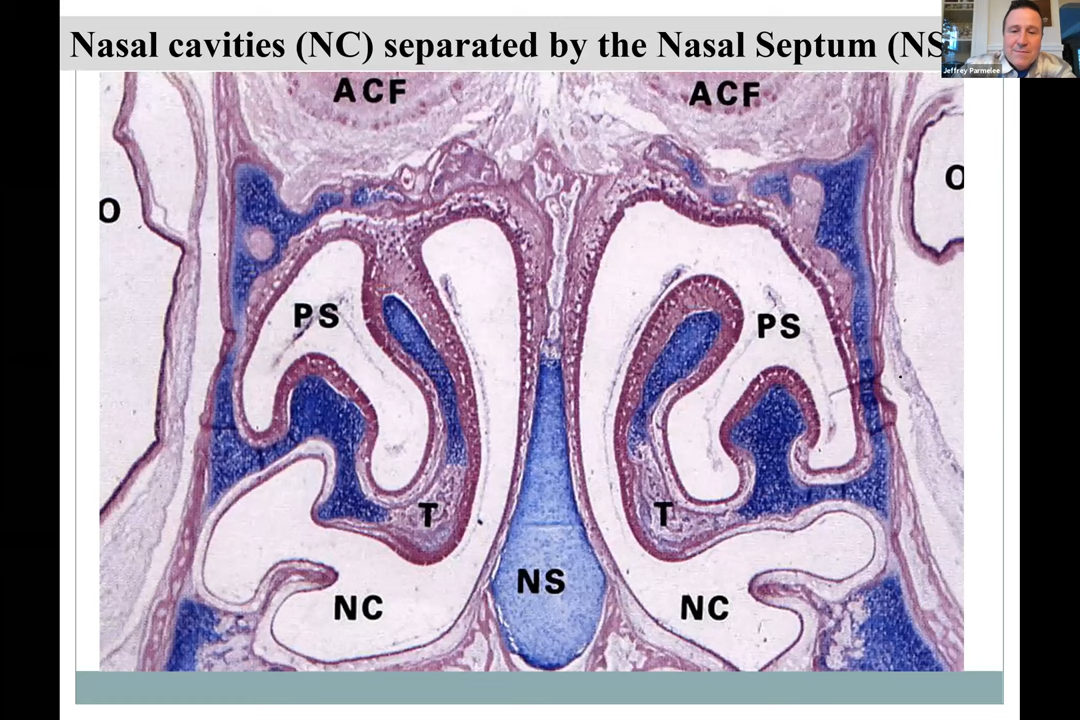 Nasal cavities (NC) separated by the Nasal Septum (NS
Jeffrey Parmelee
ACF
ACF
O
O
PS
PS
T
T
NS
NC
NC